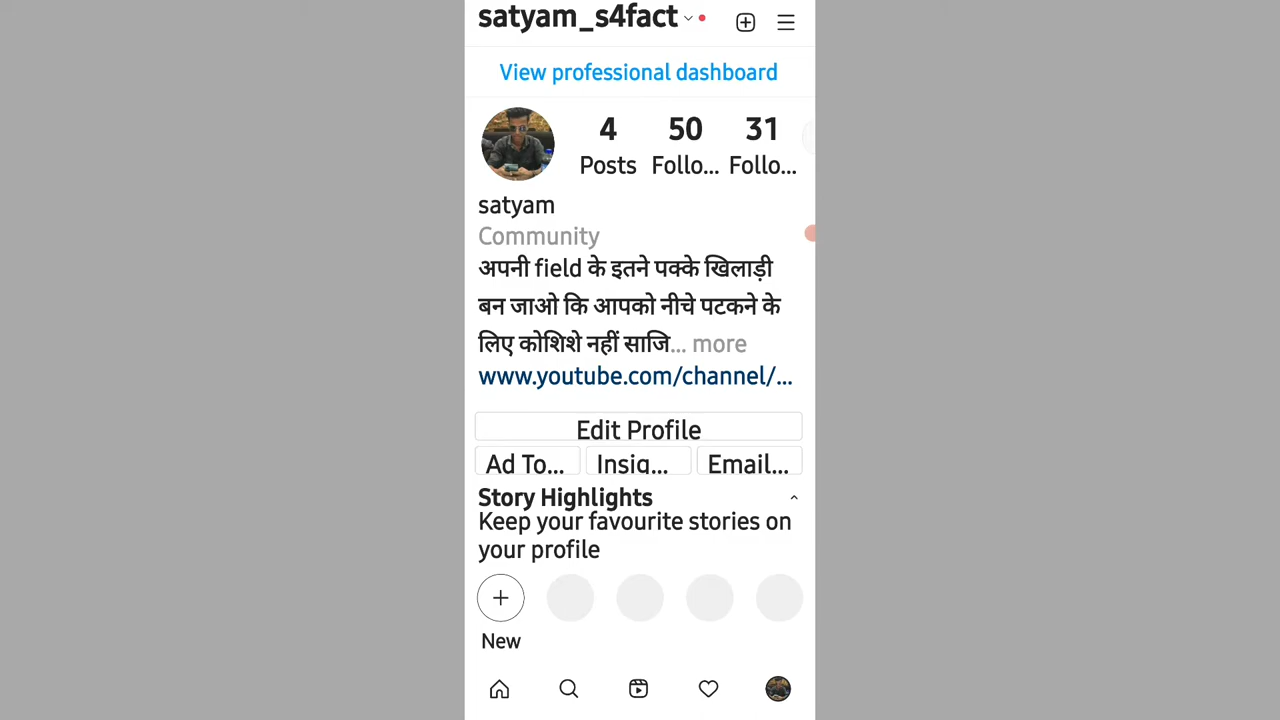 satyam_s4fact
View professional dashboard
4 50 31
Posts Follo... Follo...
satyam
Community
अपनी field के इतने पक्के खिलाड़ी
बन जाओ कि आपको नीचे पटकने के
लिए कोशिशे नहीं साजि... more
www.youtube.com/channel/...
Edit Profile
Ad To... Insig... Email...
Story Highlights
Keep your favourite stories on
your profile
New